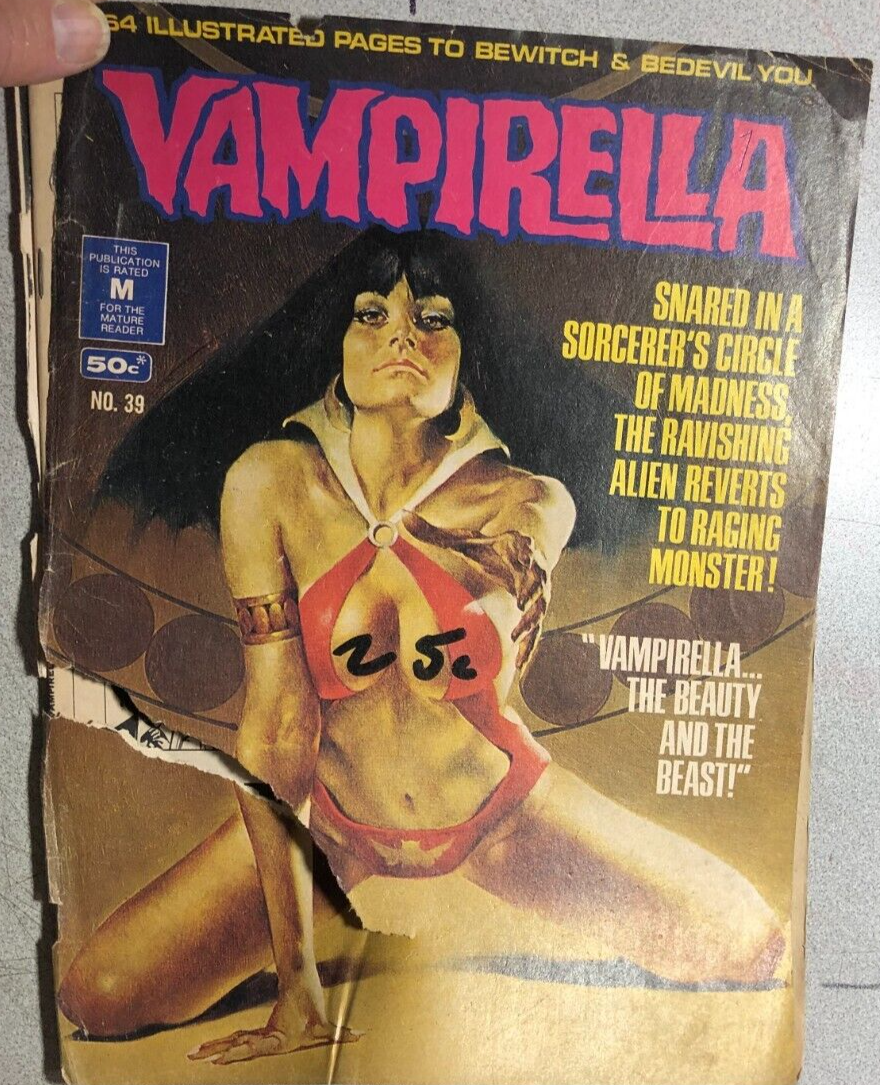 64 ILLUSTRATED PAGES TO BEWITCH & BEDEVIL YOU
VAMPIRELLA
THIS
PUBLICATION
IS RATED
M
FOR THE
MATURE
READER
50c*
NO. 39
SNARED IN A
SORCERER'S CIRCLE
OF MADNESS,
THE RAVISHING
ALIEN REVERTS
TO RAGING
MONSTER!
25c
"VAMPIRELLA...
THE BEAUTY
AND THE
BEAST!"